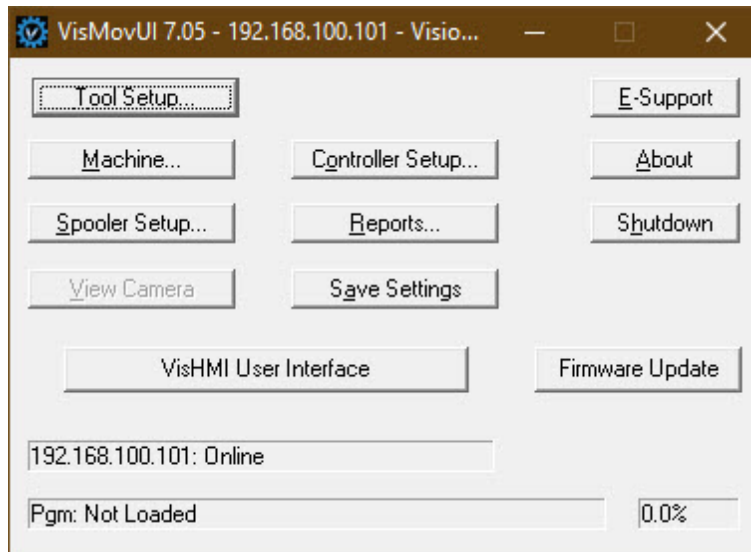 VisMovUI 7.05 - 192.168.100.101 - Visio...
Tool Setup... E-Support
Machine... Controller Setup... About
Spooler Setup... Reports... Shutdown
View Camera Save Settings
VisHMI User Interface Firmware Update
192.168.100.101: Online
Pgm: Not Loaded 0.0%